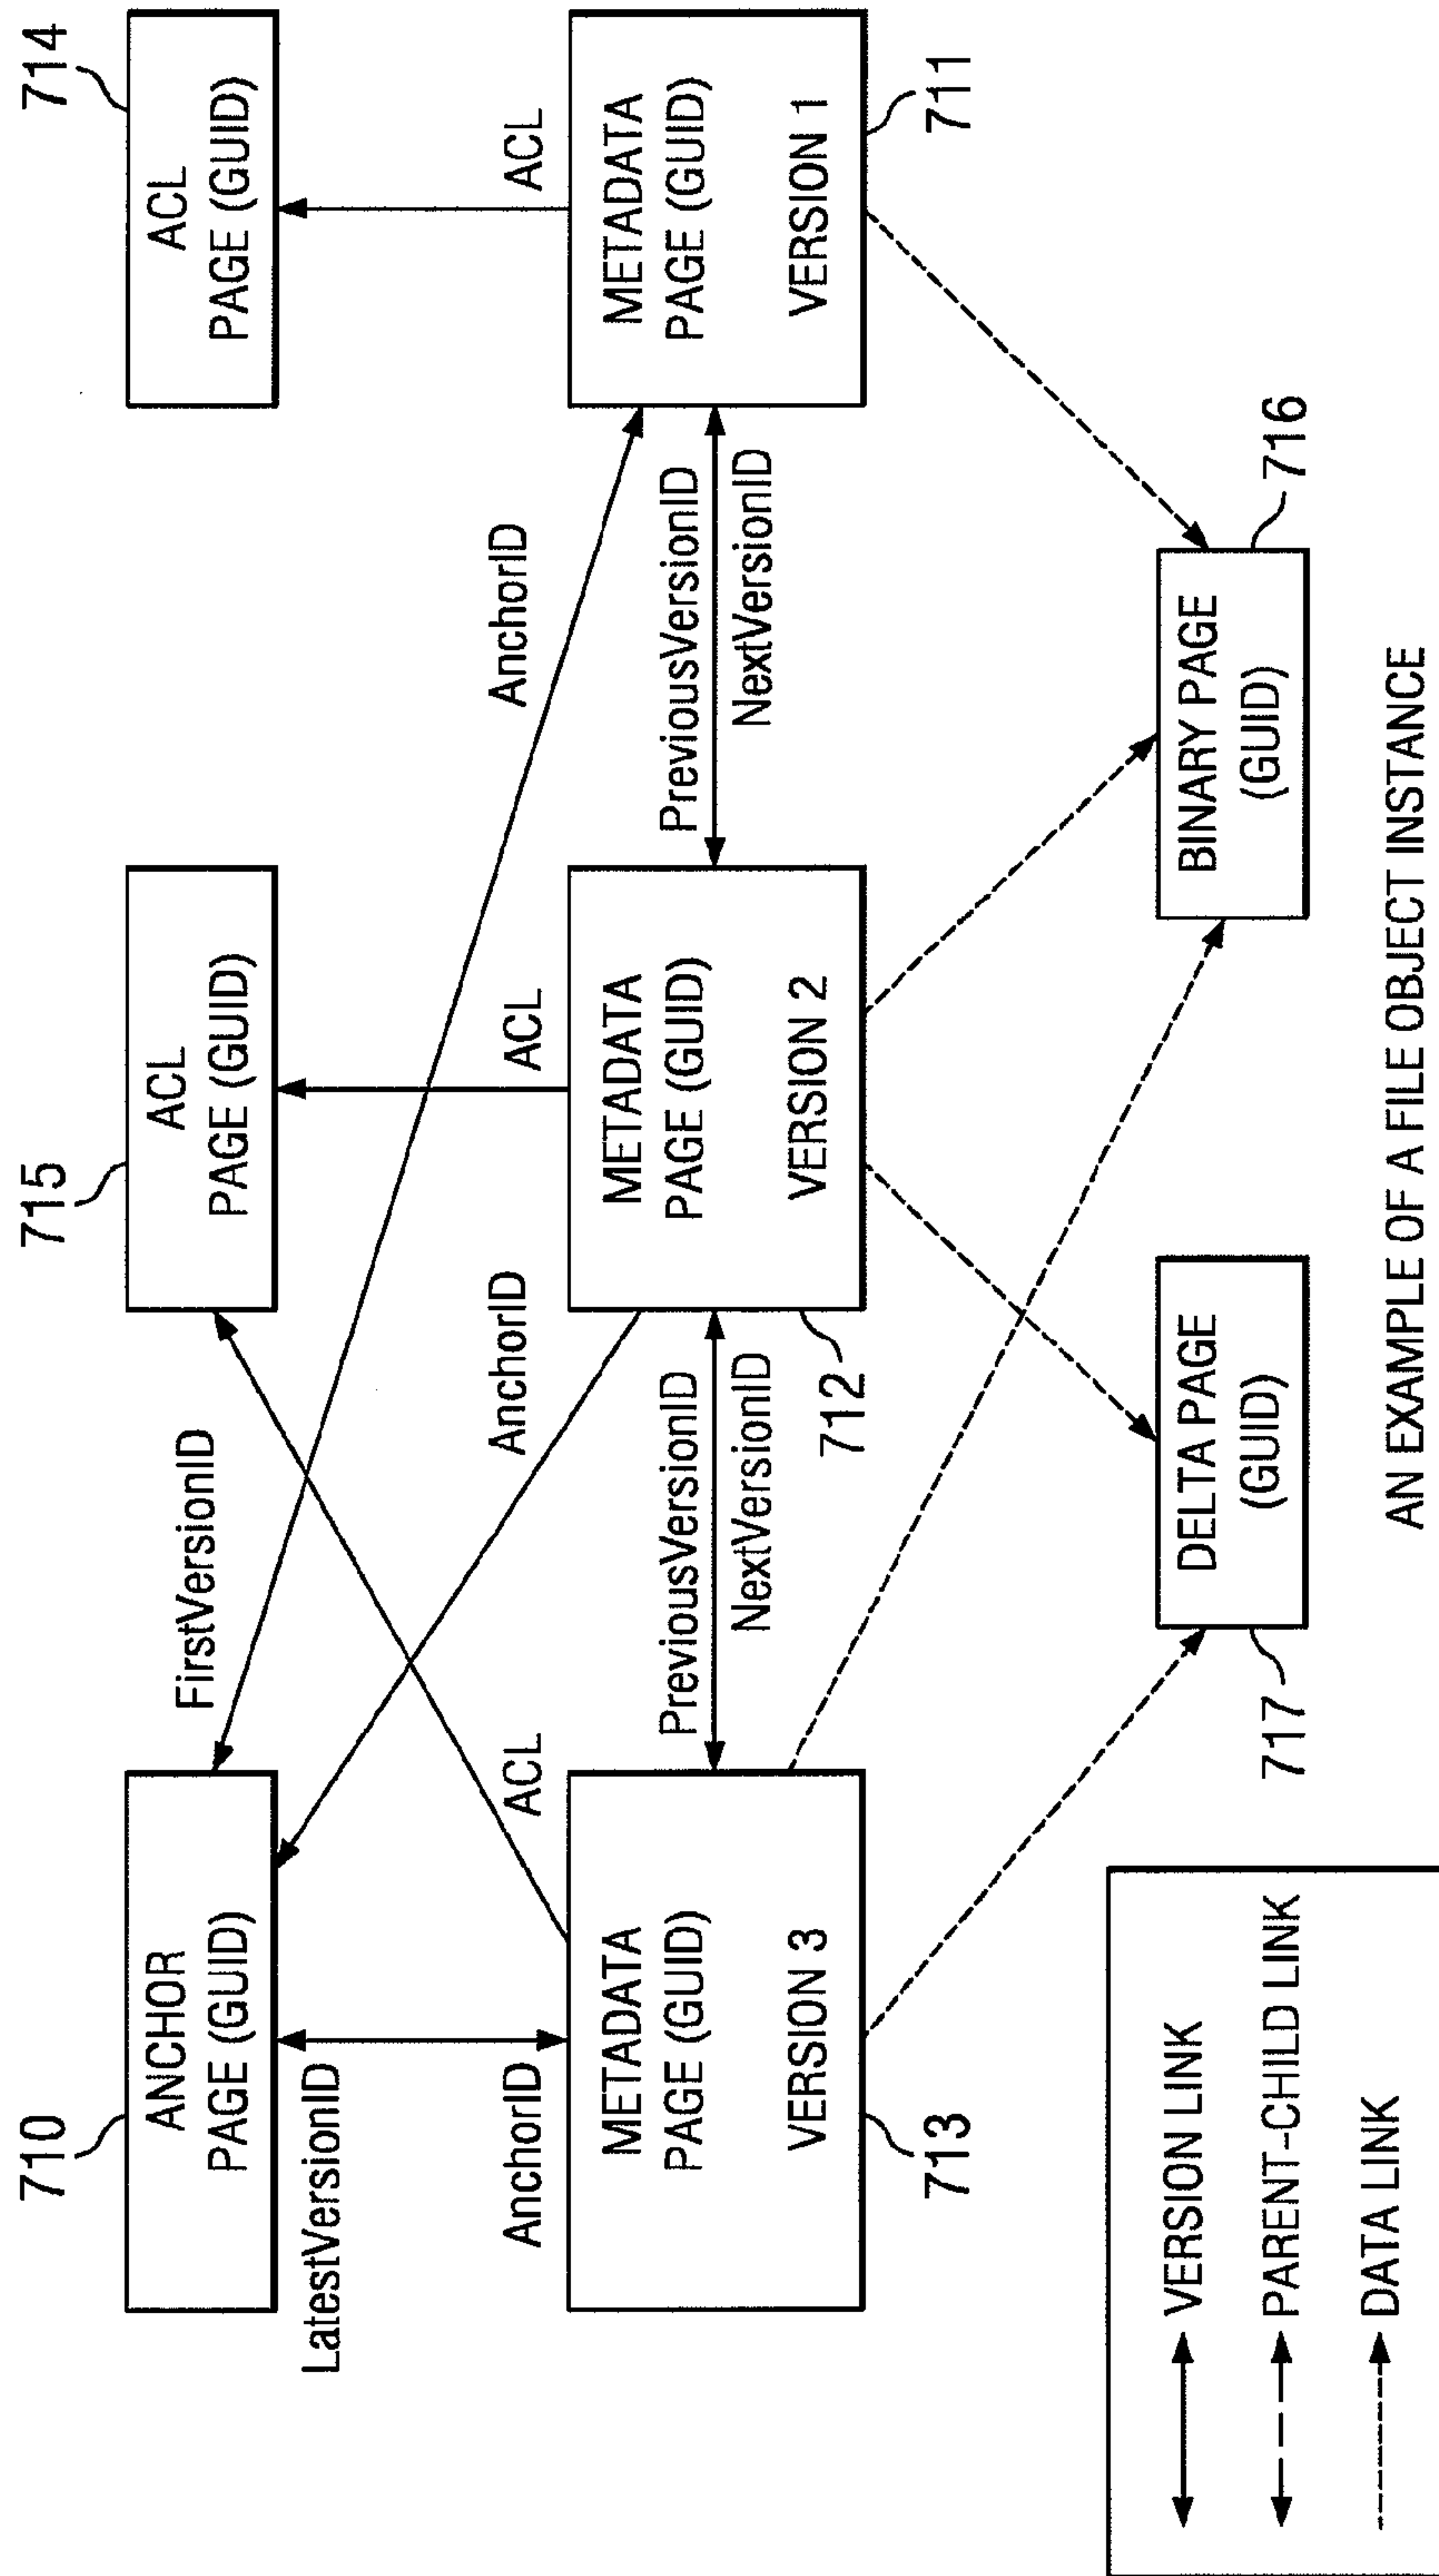 710
ANCHOR
PAGE (GUID)
715
ACL
PAGE (GUID)
714
ACL
PAGE (GUID)
LatestVersionID
FirstVersionID
AnchorID
ACL
AnchorID
ACL
AnchorID
ACL
METADATA
PAGE (GUID)
VERSION 3
713
PreviousVersionID
NextVersionID
METADATA
PAGE (GUID)
VERSION 2
712
PreviousVersionID
NextVersionID
METADATA
PAGE (GUID)
VERSION 1
711
DELTA PAGE
(GUID)
717
BINARY PAGE
(GUID)
716
VERSION LINK
PARENT-CHILD LINK
DATA LINK
AN EXAMPLE OF A FILE OBJECT INSTANCE